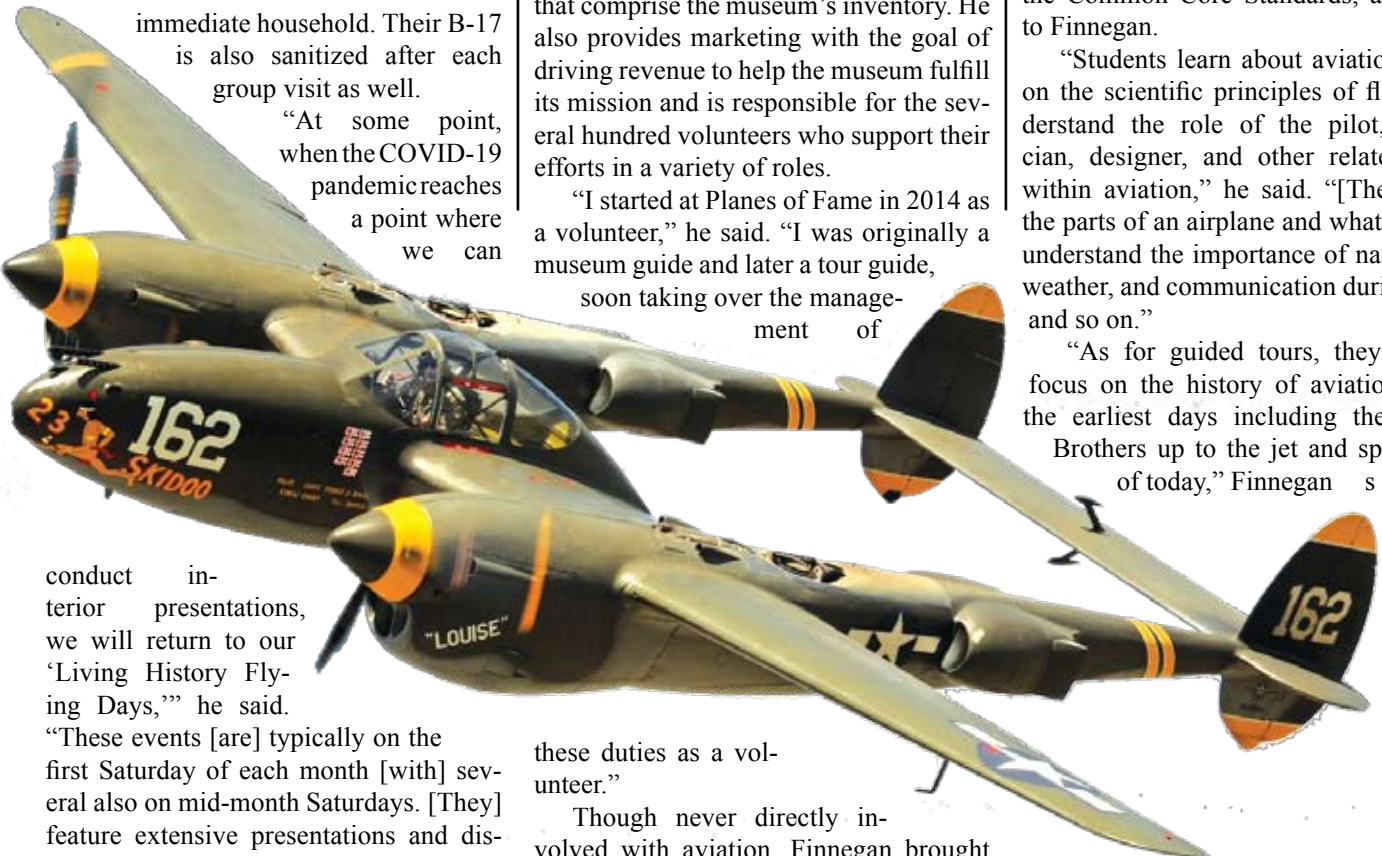 immediate household. Their B-17
is also sanitized after each
group visit as well.
“At some point,
when the COVID-19
pandemic reaches
a point where
we can
conduct in-
terior presentations,
we will return to our
‘Living History Fly-
ing Days,’” he said.
“These events [are] typically on the
first Saturday of each month [with] sev-
eral also on mid-month Saturdays. [They]
feature extensive presentations and dis-
that comprise the museum’s inventory. He
also provides marketing with the goal of
driving revenue to help the museum fulfill
its mission and is responsible for the sev-
eral hundred volunteers who support their
efforts in a variety of roles.
“I started at Planes of Fame in 2014 as
a volunteer,” he said. “I was originally a
museum guide and later a tour guide,
soon taking over the manage-
ment of
these duties as a vol-
unteer.”
Though never directly in-
volved with aviation, Finnegan brought
the Common Core Standards, a
to Finnegan.
“Students learn about aviatio
on the scientific principles of fl
derstand the role of the pilot,
cian, designer, and other relate
within aviation,” he said. “[The
the parts of an airplane and what
understand the importance of na
weather, and communication duri
and so on.”
“As for guided tours, they
focus on the history of aviatio
the earliest days including the
Brothers up to the jet and sp
of today,” Finnegan s
23
SKIDOO
162
"LOUISE"
162